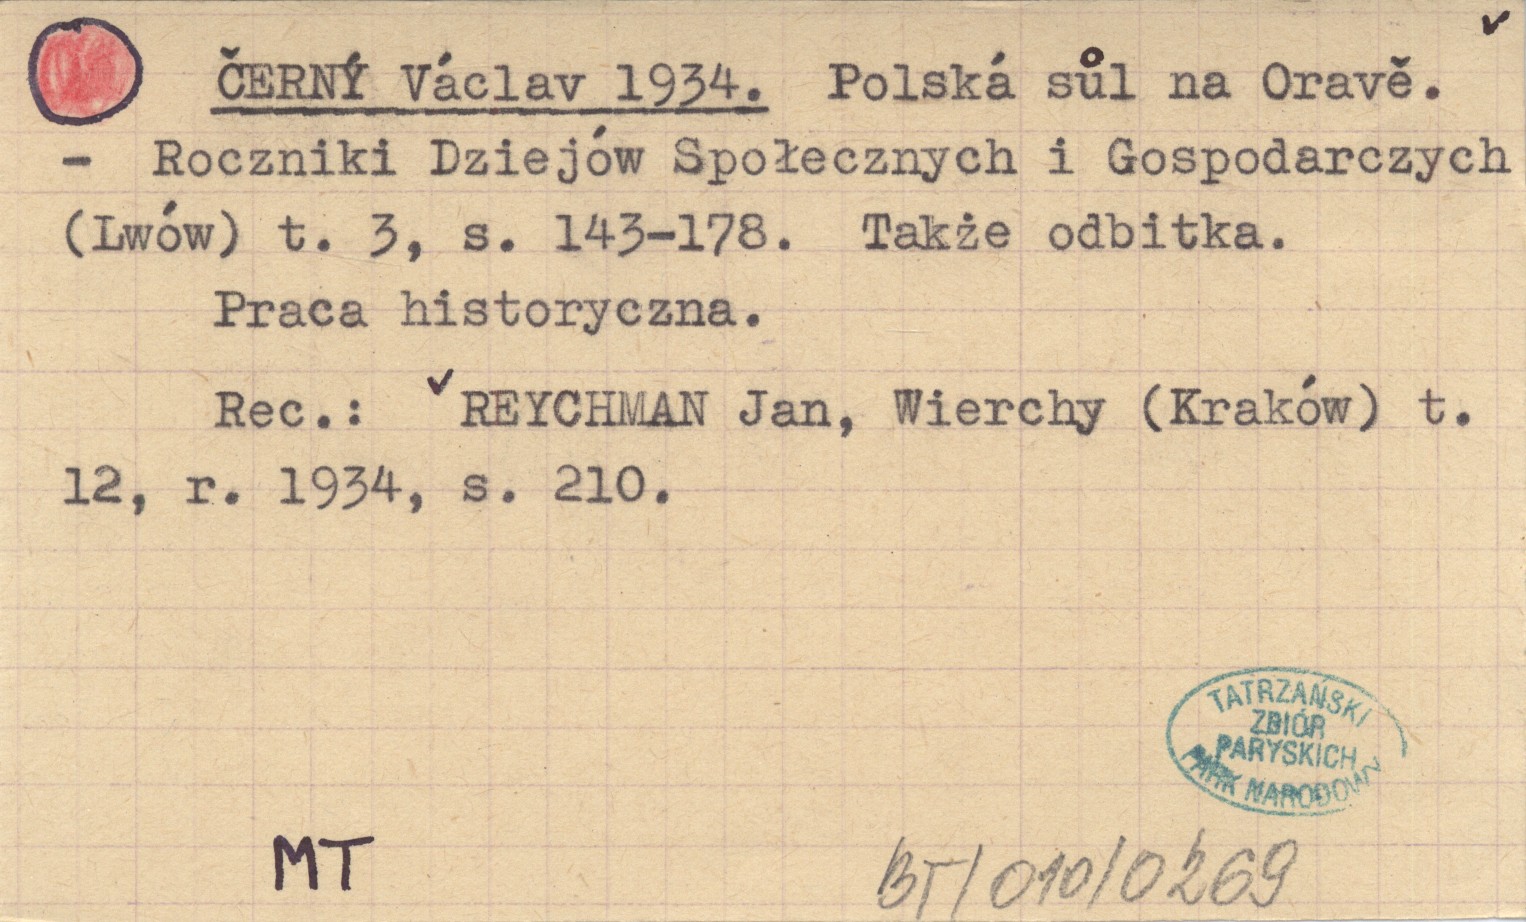 ČERNÝ Václav 1934. Polská sůl na Oravě.
- Roczniki Dziejów Społecznych i Gospodarczych
(Lwów) t. 3, s. 143-178. Także odbitka.
Praca historyczna.
Rec.: REYCHMAN Jan, Wierchy (Kraków) t.
12, r. 1934, s. 210.
TATRZAŃSKI
ZBIÓR
PARYSKICH
PARK NARODOWY
MT
BT/010/0269